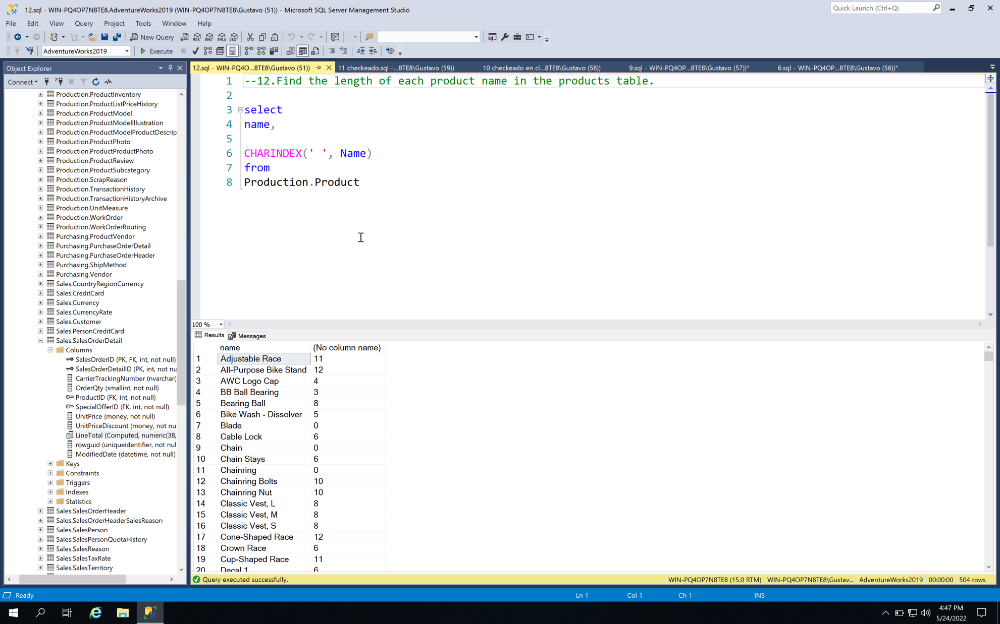 12.sql - WIN-PQ4OP7N8TE8.AdventureWorks2019 (WIN-PQ4OP7N8TE8\Gustavo (51)) - Microsoft SQL Server Management Studio
Quick Launch (Ctrl+Q)
File Edit View Query Project Tools Window Help
New Query MDX DMX XMLA DAX
AdventureWorks2019 Execute
Object Explorer
Connect
Production.ProductInventory
Production.ProductListPriceHistory
Production.ProductModel
Production.ProductModelIllustration
Production.ProductModelProductDescrip
Production.ProductPhoto
Production.ProductProductPhoto
Production.ProductReview
Production.ProductSubcategory
Production.ScrapReason
Production.TransactionHistory
Production.TransactionHistoryArchive
Production.UnitMeasure
Production.WorkOrder
Production.WorkOrderRouting
Purchasing.ProductVendor
Purchasing.PurchaseOrderDetail
Purchasing.PurchaseOrderHeader
Purchasing.ShipMethod
Purchasing.Vendor
Sales.CountryRegionCurrency
Sales.CreditCard
Sales.Currency
Sales.CurrencyRate
Sales.Customer
Sales.PersonCreditCard
Sales.SalesOrderDetail
Columns
SalesOrderID (PK, FK, int, not null)
SalesOrderDetailID (PK, int, not nu
CarrierTrackingNumber (nvarchar(
OrderQty (smallint, not null)
ProductID (FK, int, not null)
SpecialOfferID (FK, int, not null)
UnitPrice (money, not null)
UnitPriceDiscount (money, not nu
LineTotal (Computed, numeric(38,
rowguid (uniqueidentifier, not nul
ModifiedDate (datetime, not null)
Keys
Constraints
Triggers
Indexes
Statistics
Sales.SalesOrderHeader
Sales.SalesOrderHeaderSalesReason
Sales.SalesPerson
Sales.SalesPersonQuotaHistory
Sales.SalesReason
Sales.SalesTaxRate
Sales.SalesTerritory
12.sql - WIN-PQ4O...8TE8\Gustavo (51)) 11 checkeado.sql -...8TE8\Gustavo (59)) 10 checkeado en cl...8TE8\Gustavo (58)) 9.sql - WIN-PQ4OP...8TE8\Gustavo (57))* 6.sql - WIN-PQ4OP...8TE8\Gustavo (56))*
1 --12.Find the length of each product name in the products table.
2
3 select
4 name,
5
6 CHARINDEX(' ', Name)
7 from
8 Production.Product
100 %
Results Messages
name (No column name)
1 Adjustable Race 11
2 All-Purpose Bike Stand 12
3 AWC Logo Cap 4
4 BB Ball Bearing 3
5 Bearing Ball 8
6 Bike Wash - Dissolver 5
7 Blade 0
8 Cable Lock 6
9 Chain 0
10 Chain Stays 6
11 Chainring 0
12 Chainring Bolts 10
13 Chainring Nut 10
14 Classic Vest, L 8
15 Classic Vest, M 8
16 Classic Vest, S 8
17 Cone-Shaped Race 12
18 Crown Race 6
19 Cup-Shaped Race 11
20 Decal 1 6
Query executed successfully. WIN-PQ4OP7N8TE8 (15.0 RTM) WIN-PQ4OP7N8TE8\Gustav... AdventureWorks2019 00:00:00 504 rows
Ready Ln 1 Col 1 Ch 1 INS
4:47 PM
5/24/2022